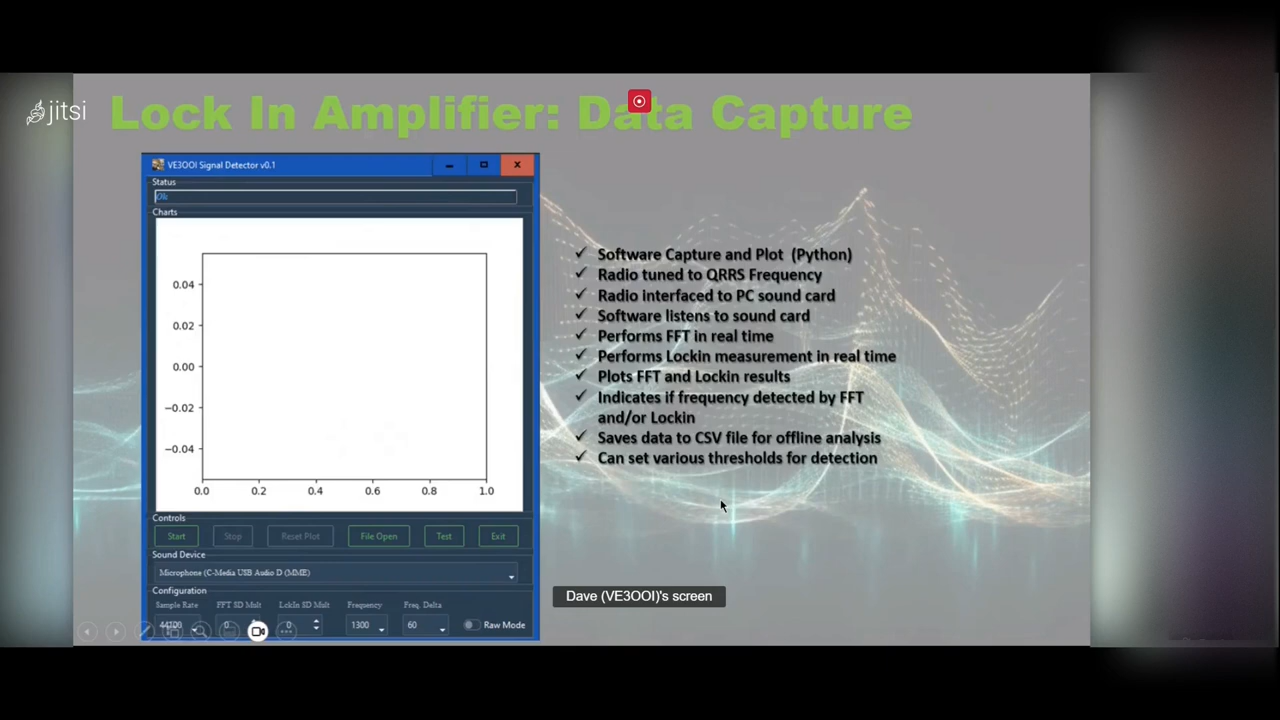 jitsi
Lock In Amplifier: Data Capture
VE3OOI Signal Detector v0.1
Status
Ok
Charts
0.04
0.02
0.00
−0.02
−0.04
0.0 0.2 0.4 0.6 0.8 1.0
Controls
Start Stop Reset Plot File Open Test Exit
Sound Device
Microphone (C-Media USB Audio D (MME)
Configuration
Sample Rate FFT SD Mult LckIn SD Mult Frequency Freq. Delta
44100 0 0 1300 60 Raw Mode
✓ Software Capture and Plot (Python)
✓ Radio tuned to QRRS Frequency
✓ Radio interfaced to PC sound card
✓ Software listens to sound card
✓ Performs FFT in real time
✓ Performs Lockin measurement in real time
✓ Plots FFT and Lockin results
✓ Indicates if frequency detected by FFT
and/or Lockin
✓ Saves data to CSV file for offline analysis
✓ Can set various thresholds for detection
Dave (VE3OOI)'s screen